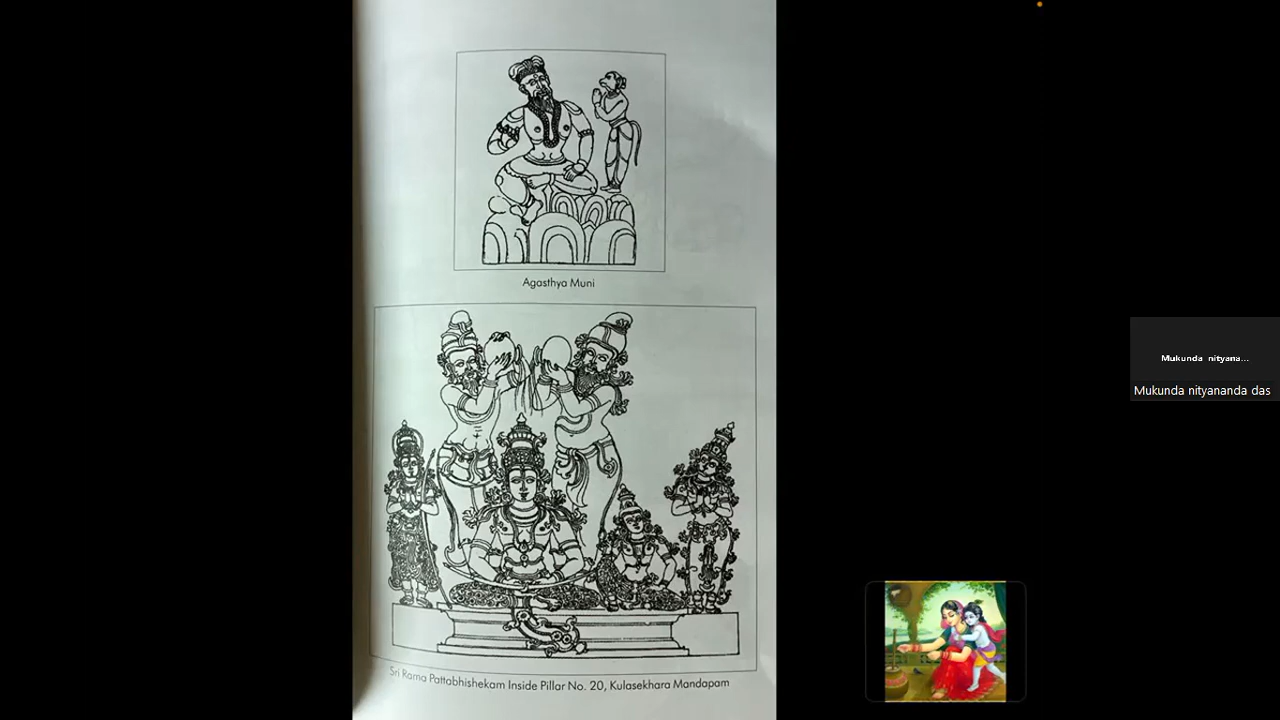 Agasthya Muni
Sri Rama Pattabhishekam Inside Pillar No. 20, Kulasekhara Mandapam
Mukunda nityana...
Mukunda nityananda das